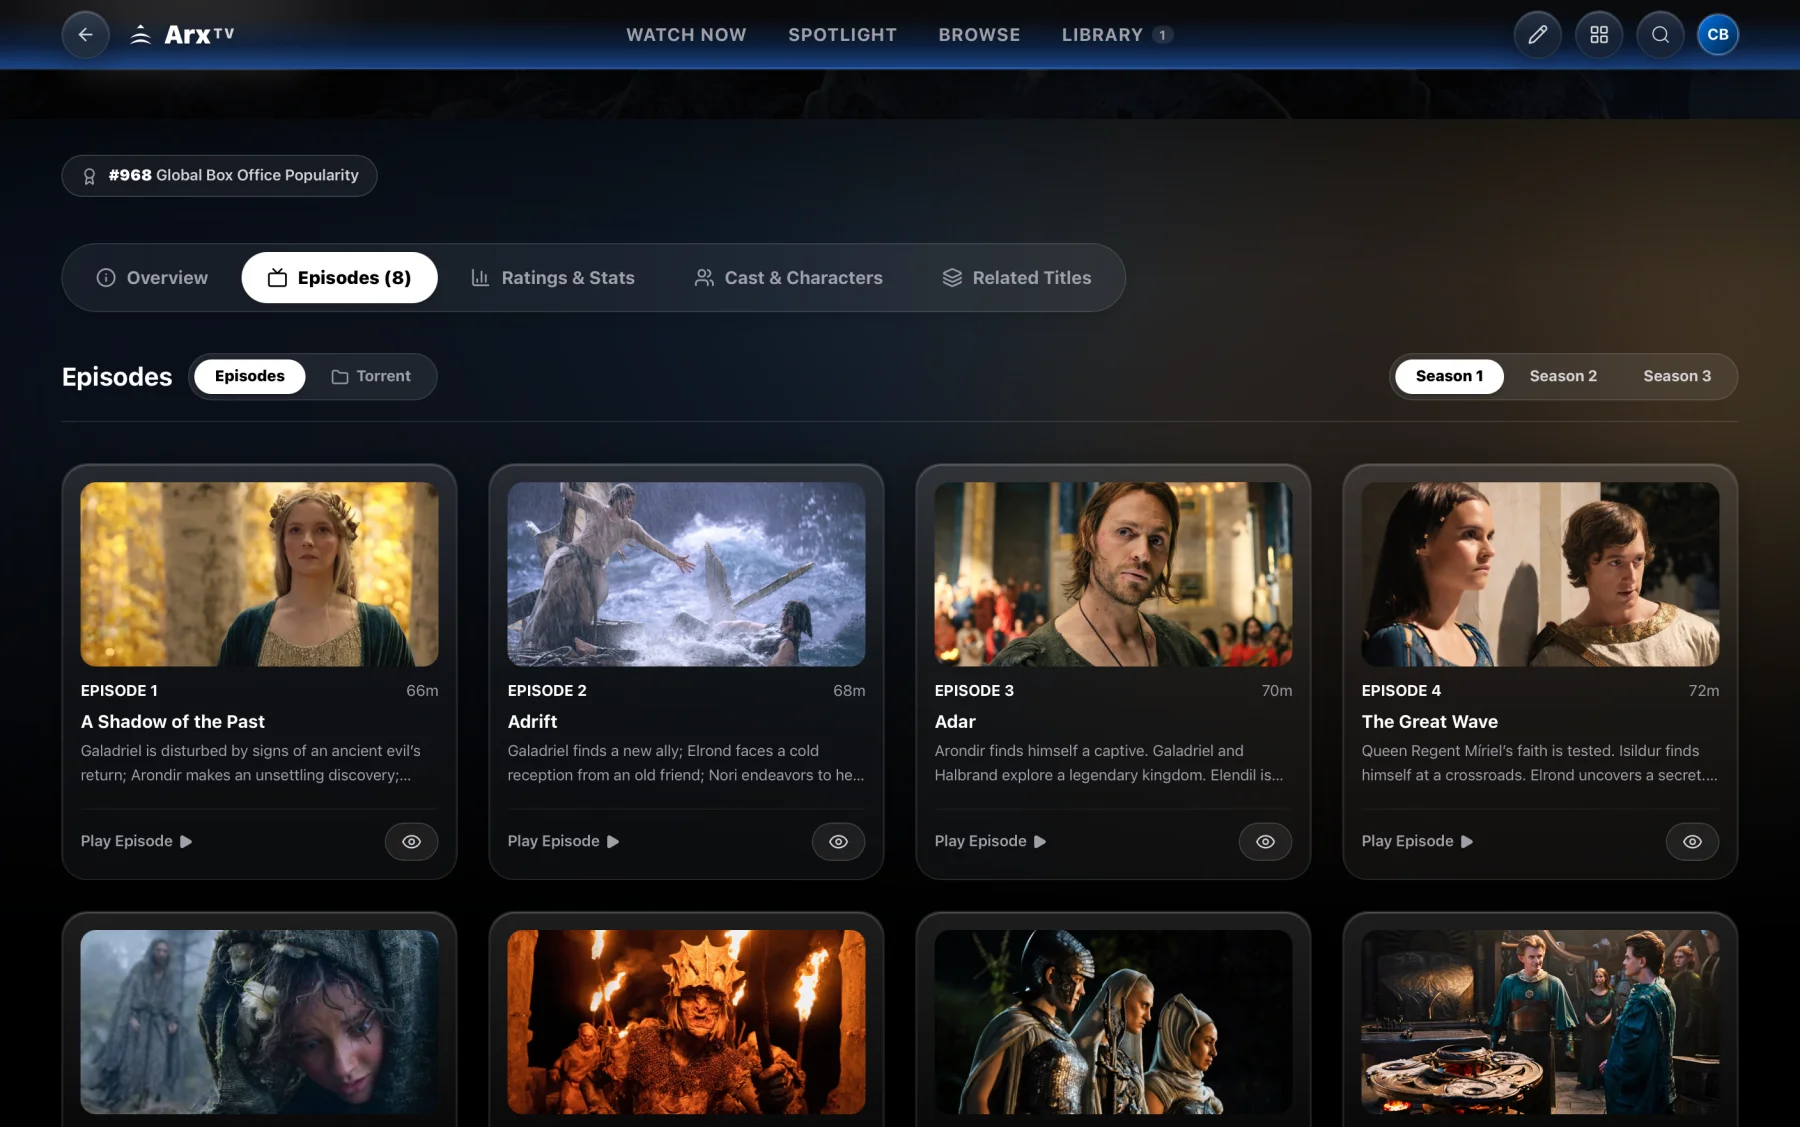 Arx TV
WATCH NOW
SPOTLIGHT
BROWSE
LIBRARY 1
CB
#968 Global Box Office Popularity
Overview
Episodes (8)
Ratings & Stats
Cast & Characters
Related Titles
Episodes
Episodes
Torrent
Season 1
Season 2
Season 3
EPISODE 1
66m
A Shadow of the Past
Galadriel is disturbed by signs of an ancient evil’s
return; Arondir makes an unsettling discovery;...
Play Episode
EPISODE 2
68m
Adrift
Galadriel finds a new ally; Elrond faces a cold
reception from an old friend; Nori endeavors to he...
Play Episode
EPISODE 3
70m
Adar
Arondir finds himself a captive. Galadriel and
Halbrand explore a legendary kingdom. Elendil is...
Play Episode
EPISODE 4
72m
The Great Wave
Queen Regent Míriel’s faith is tested. Isildur finds
himself at a crossroads. Elrond uncovers a secret....
Play Episode